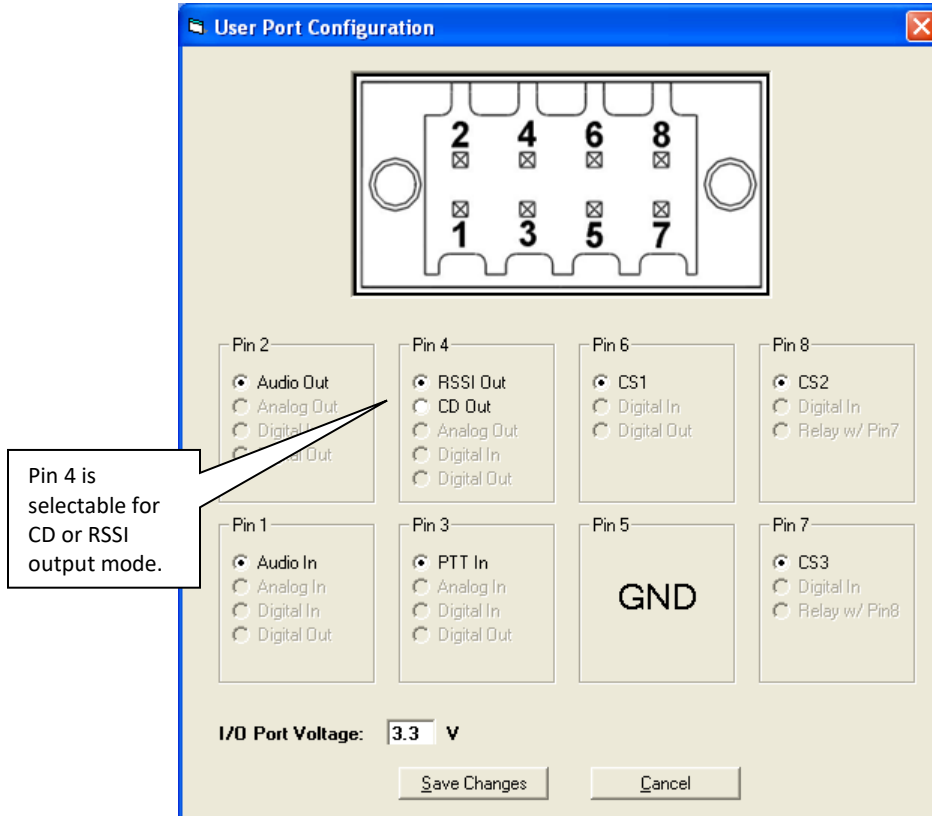 User Port Configuration
2 4 6 8
1 3 5 7
Pin 2
Audio Out
Analog Out
Digital In
Out
Pin 4
RSSI Out
CD Out
Analog Out
Digital In
Digital Out
Pin 6
CS1
Digital In
Digital Out
Pin 8
CS2
Digital In
Relay w/ Pin7
Pin 4 is
selectable for
CD or RSSI
output mode.
Pin 1
Audio In
Analog In
Digital In
Digital Out
Pin 3
PTT In
Analog In
Digital In
Digital Out
Pin 5
GND
Pin 7
CS3
Digital In
Relay w/ Pin8
I/O Port Voltage: 3.3 V
Save Changes
Cancel